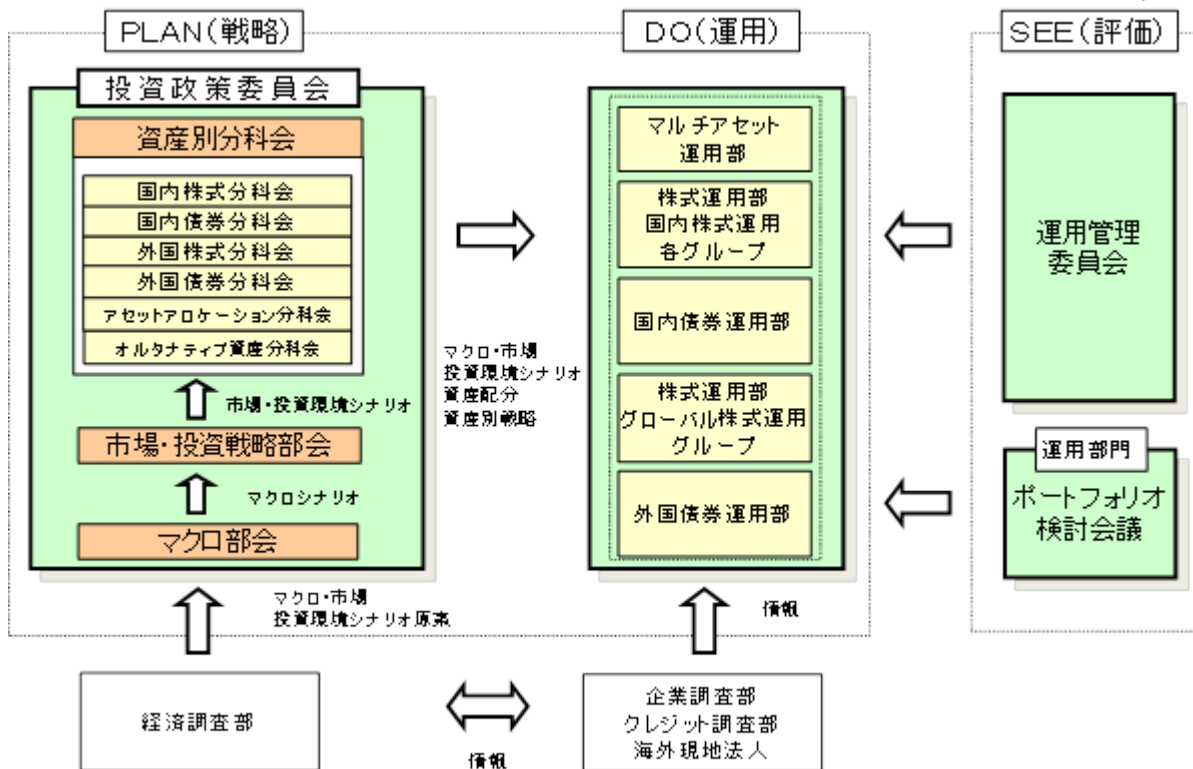 PLAN(戦略)
投資政策委員会
資産別分科会
国内株式分科会
国内債券分科会
外国株式分科会
外国債券分科会
アセットアロケーション分科会
オルタナティブ資産分科会
市場・投資環境シナリオ
市場・投資戦略部会
マクロシナリオ
マクロ部会
マクロ・市場
投資環境シナリオ原案
経済調査部
マクロ・市場
投資環境シナリオ
資産配分
資産別戦略
DO(運用)
マルチアセット
運用部
株式運用部
国内株式運用
各グループ
国内債券運用部
株式運用部
グローバル株式運用
グループ
外国債券運用部
情報
企業調査部
クレジット調査部
海外現地法人
情報
SEE(評価)
運用管理
委員会
運用部門
ポートフォリオ
検討会議